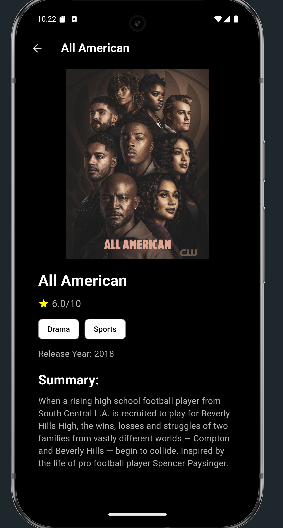 10:22
All American
ALL AMERICAN
CW
All American
6.0/10
Drama
Sports
Release Year: 2018
Summary:
When a rising high school football player from
South Central L.A. is recruited to play for Beverly
Hills High, the wins, losses and struggles of two
families from vastly different worlds — Compton
and Beverly Hills — begin to collide. Inspired by
the life of pro football player Spencer Paysinger.